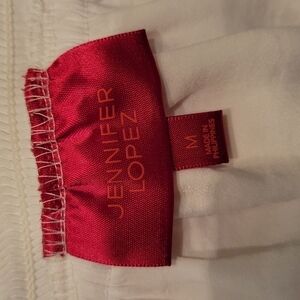 JENNIFER
LOPEZ
M
MADE IN
PHILIPPINES